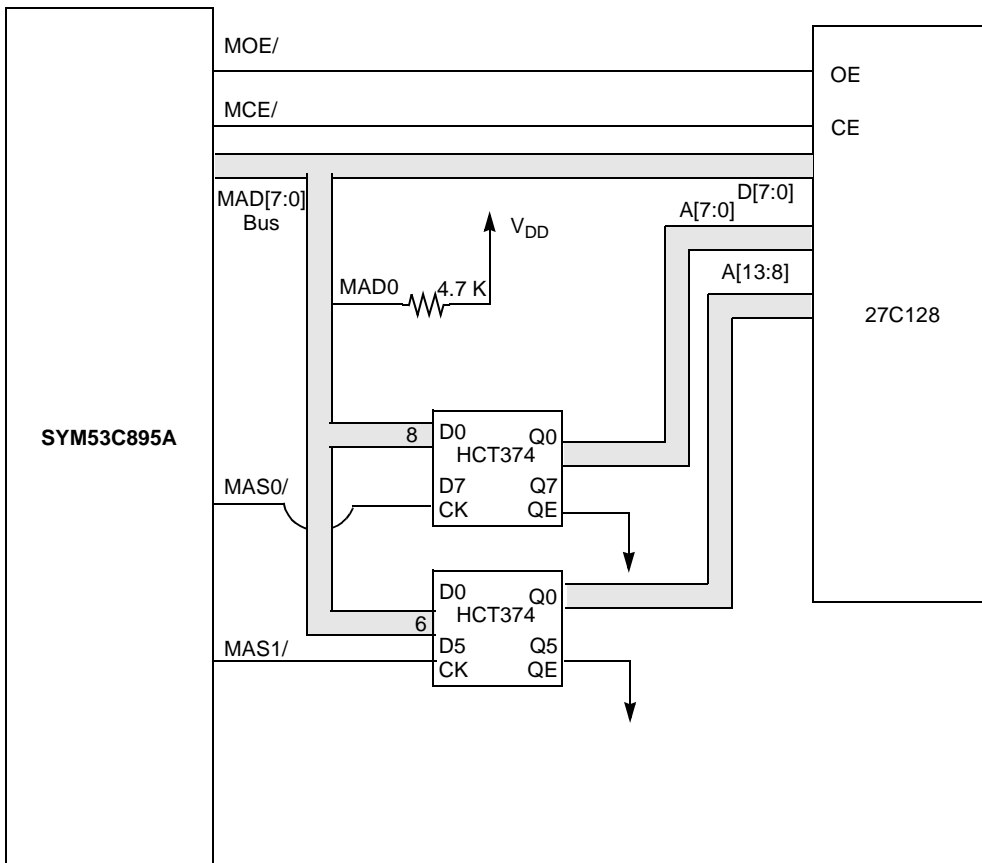 MOE/
OE
MCE/
CE
MAD[7:0]
Bus
D[7:0]
A[7:0]
VDD
A[13:8]
MAD0
4.7 K
27C128
SYM53C895A
8
D0
Q0
HCT374
D7
Q7
CK
QE
MAS0/
D0
Q0
HCT374
6
D5
Q5
CK
QE
MAS1/